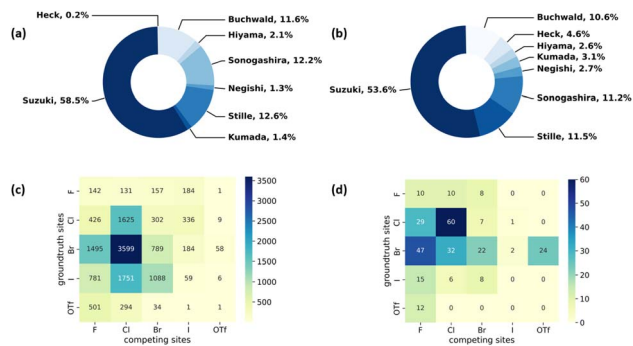 (a)
Heck, 0.2%
Buchwald, 11.6%
Hiyama, 2.1%
Sonogashira, 12.2%
Negishi, 1.3%
Stille, 12.6%
Kumada, 1.4%
Suzuki, 58.5%
(b)
Buchwald, 10.6%
Heck, 4.6%
Hiyama, 2.6%
Kumada, 3.1%
Negishi, 2.7%
Sonogashira, 11.2%
Stille, 11.5%
Suzuki, 53.6%
(c)
groundtruth sites
F 142 131 157 184 1
Cl 426 1625 302 336 9
Br 1495 3599 789 184 58
I 781 1751 1088 59 6
OTf 501 294 34 1 1
F Cl Br I OTf
competing sites
3500
3000
2500
2000
1500
1000
500
(d)
groundtruth sites
F 10 10 8 0 0
Cl 29 60 7 1 0
Br 47 32 22 2 24
I 15 6 8 0 0
OTf 12 0 0 0 0
F Cl Br I OTf
competing sites
60
50
40
30
20
10
0